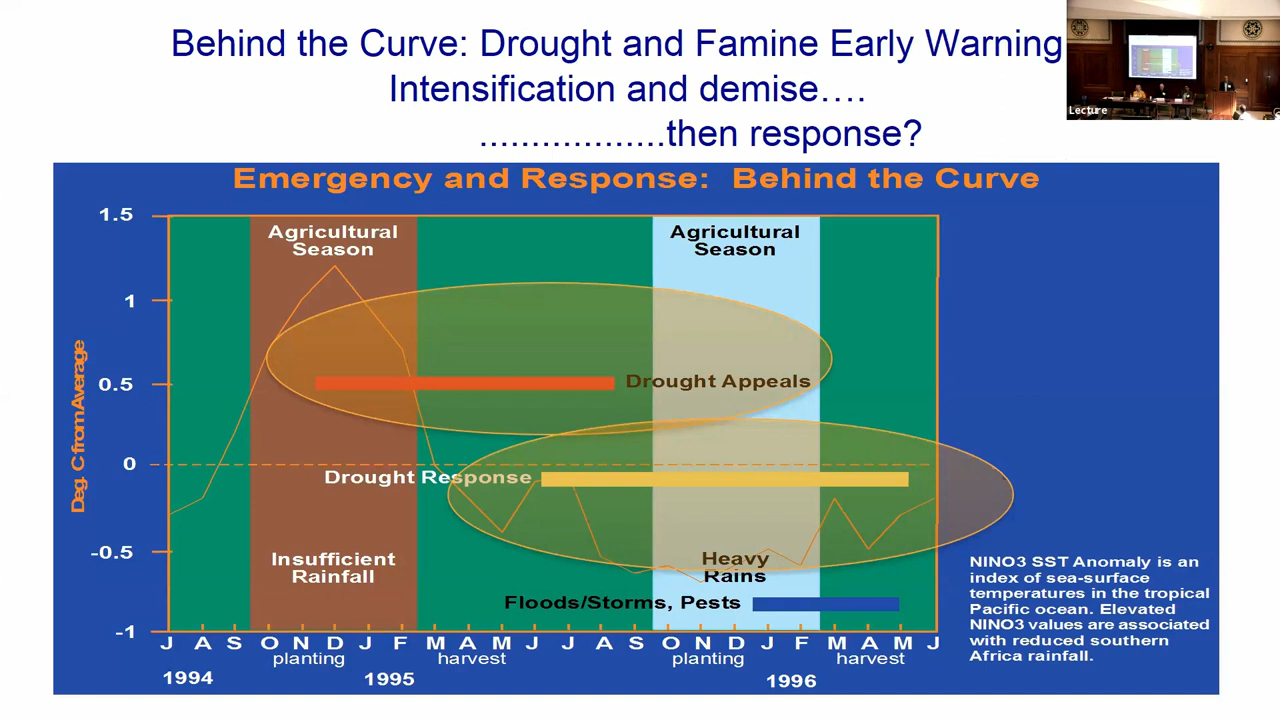 Behind the Curve: Drought and Famine Early Warning
Intensification and demise….
..................then response?
Lecture
Emergency and Response: Behind the Curve
Deg. C from Average
1.5
1
0.5
0
-0.5
-1
Agricultural
Season
Agricultural
Season
Drought Appeals
Drought Response
Insufficient
Rainfall
Heavy
Rains
Floods/Storms, Pests
J A S O N D J F M A M J J A S O N D J F M A M J
planting harvest planting harvest
1994 1995 1996
NINO3 SST Anomaly is an
index of sea-surface
temperatures in the tropical
Pacific ocean. Elevated
NINO3 values are associated
with reduced southern
Africa rainfall.